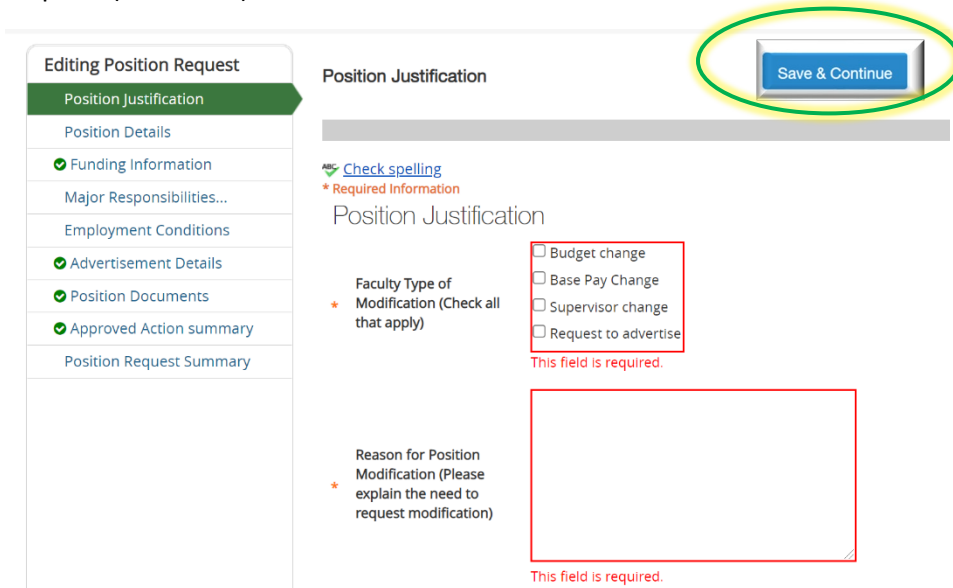 Editing Position Request
Position Justification
Position Details
Funding Information
Major Responsibilities...
Employment Conditions
Advertisement Details
Position Documents
Approved Action summary
Position Request Summary
Position Justification
Save & Continue
ABC Check spelling
* Required Information
Position Justification
* Faculty Type of
Modification (Check all
that apply)
Budget change
Base Pay Change
Supervisor change
Request to advertise
This field is required.
* Reason for Position
Modification (Please
explain the need to
request modification)
This field is required.